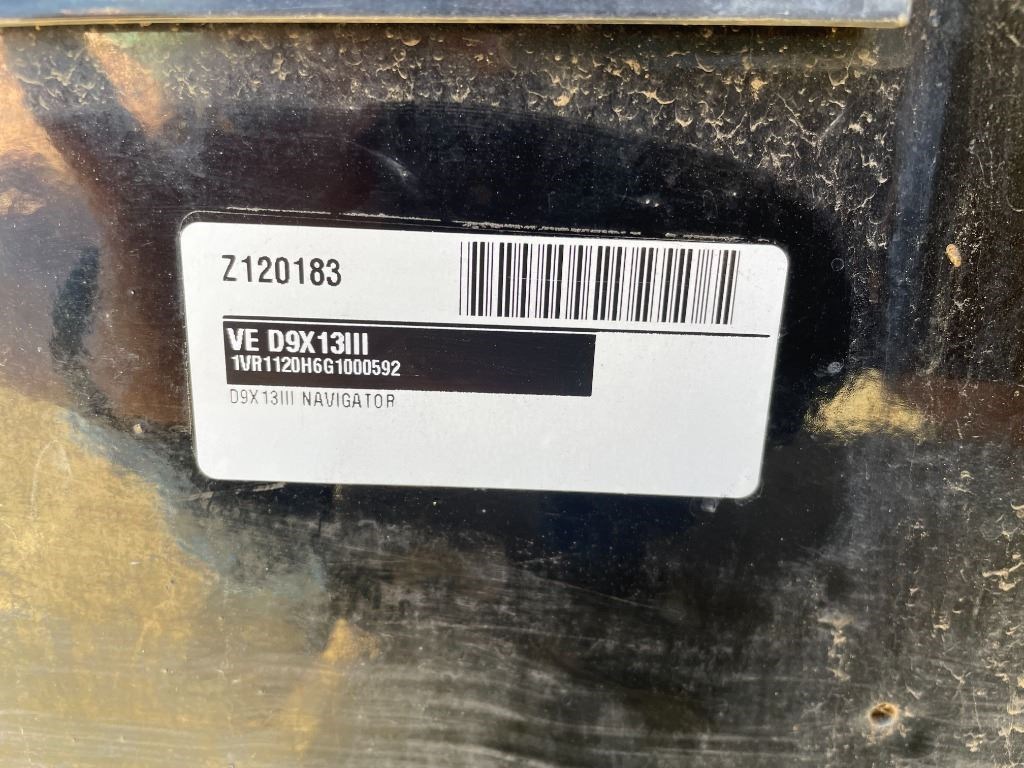 Z120183
VE D9X13III
1VR1120H6G1000592
D9X13III NAVIGATOR